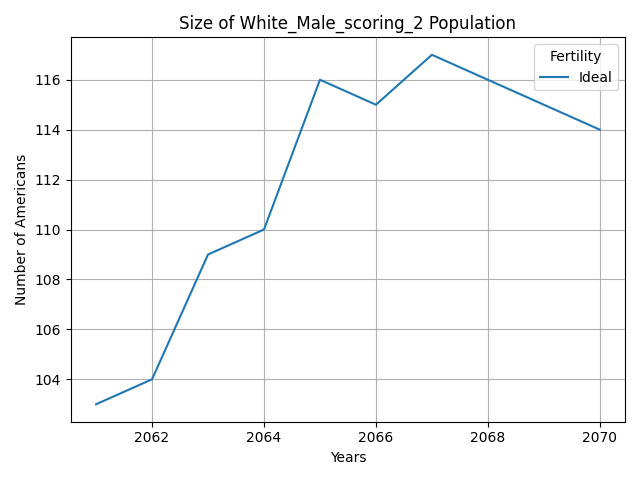 Size of White_Male_scoring_2 Population
Fertility
Ideal
116
114
112
110
108
106
104
Number of Americans
2062
2064
2066
2068
2070
Years